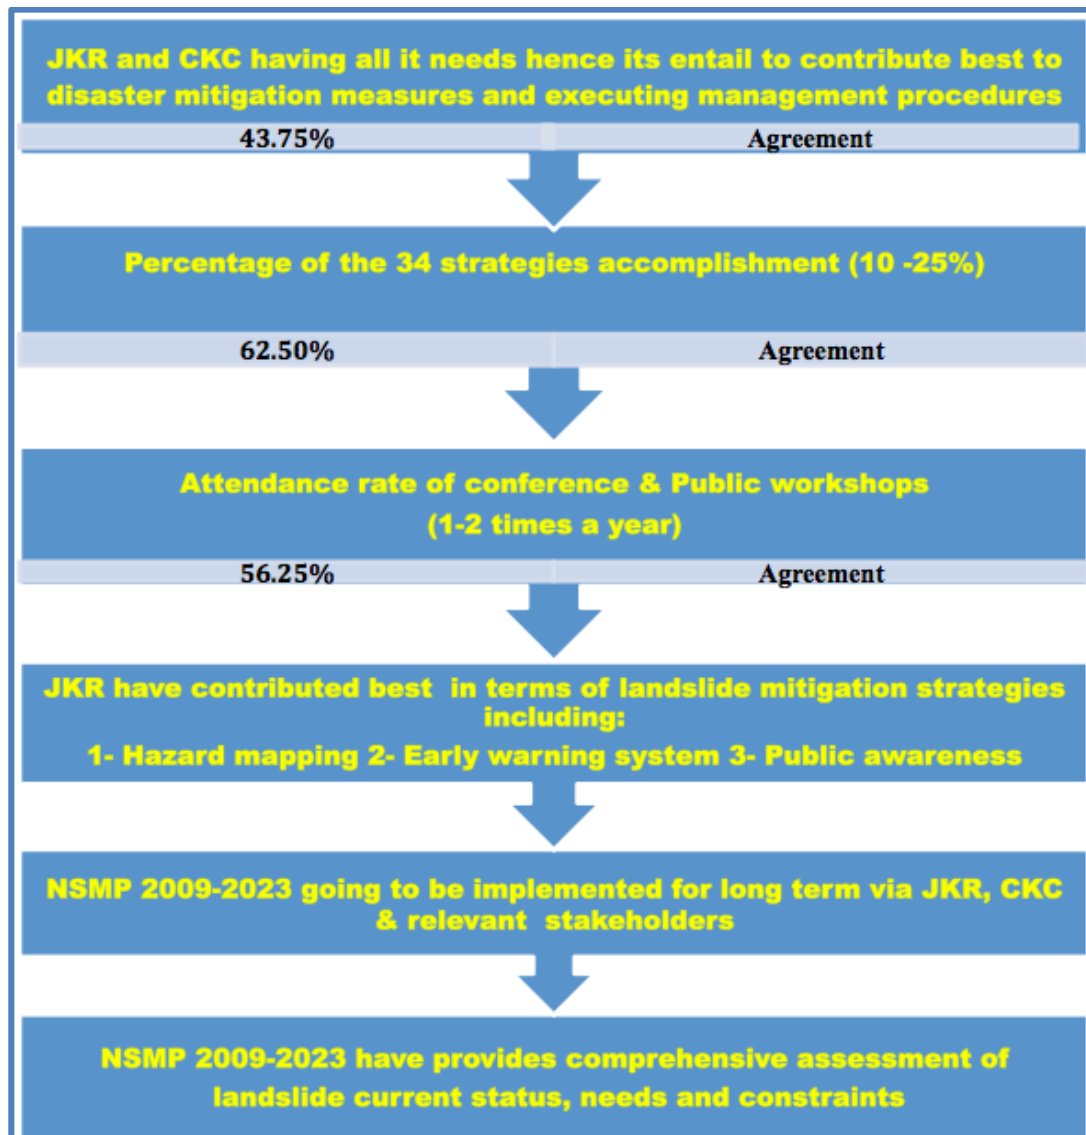 JKR and CKC having all it needs hence its entail to contribute best to
disaster mitigation measures and executing management procedures
43.75% Agreement
Percentage of the 34 strategies accomplishment (10 -25%)
62.50% Agreement
Attendance rate of conference & Public workshops
(1-2 times a year)
56.25% Agreement
JKR have contributed best in terms of landslide mitigation strategies
including:
1- Hazard mapping 2- Early warning system 3- Public awareness
NSMP 2009-2023 going to be implemented for long term via JKR, CKC
& relevant stakeholders
NSMP 2009-2023 have provides comprehensive assessment of
landslide current status, needs and constraints